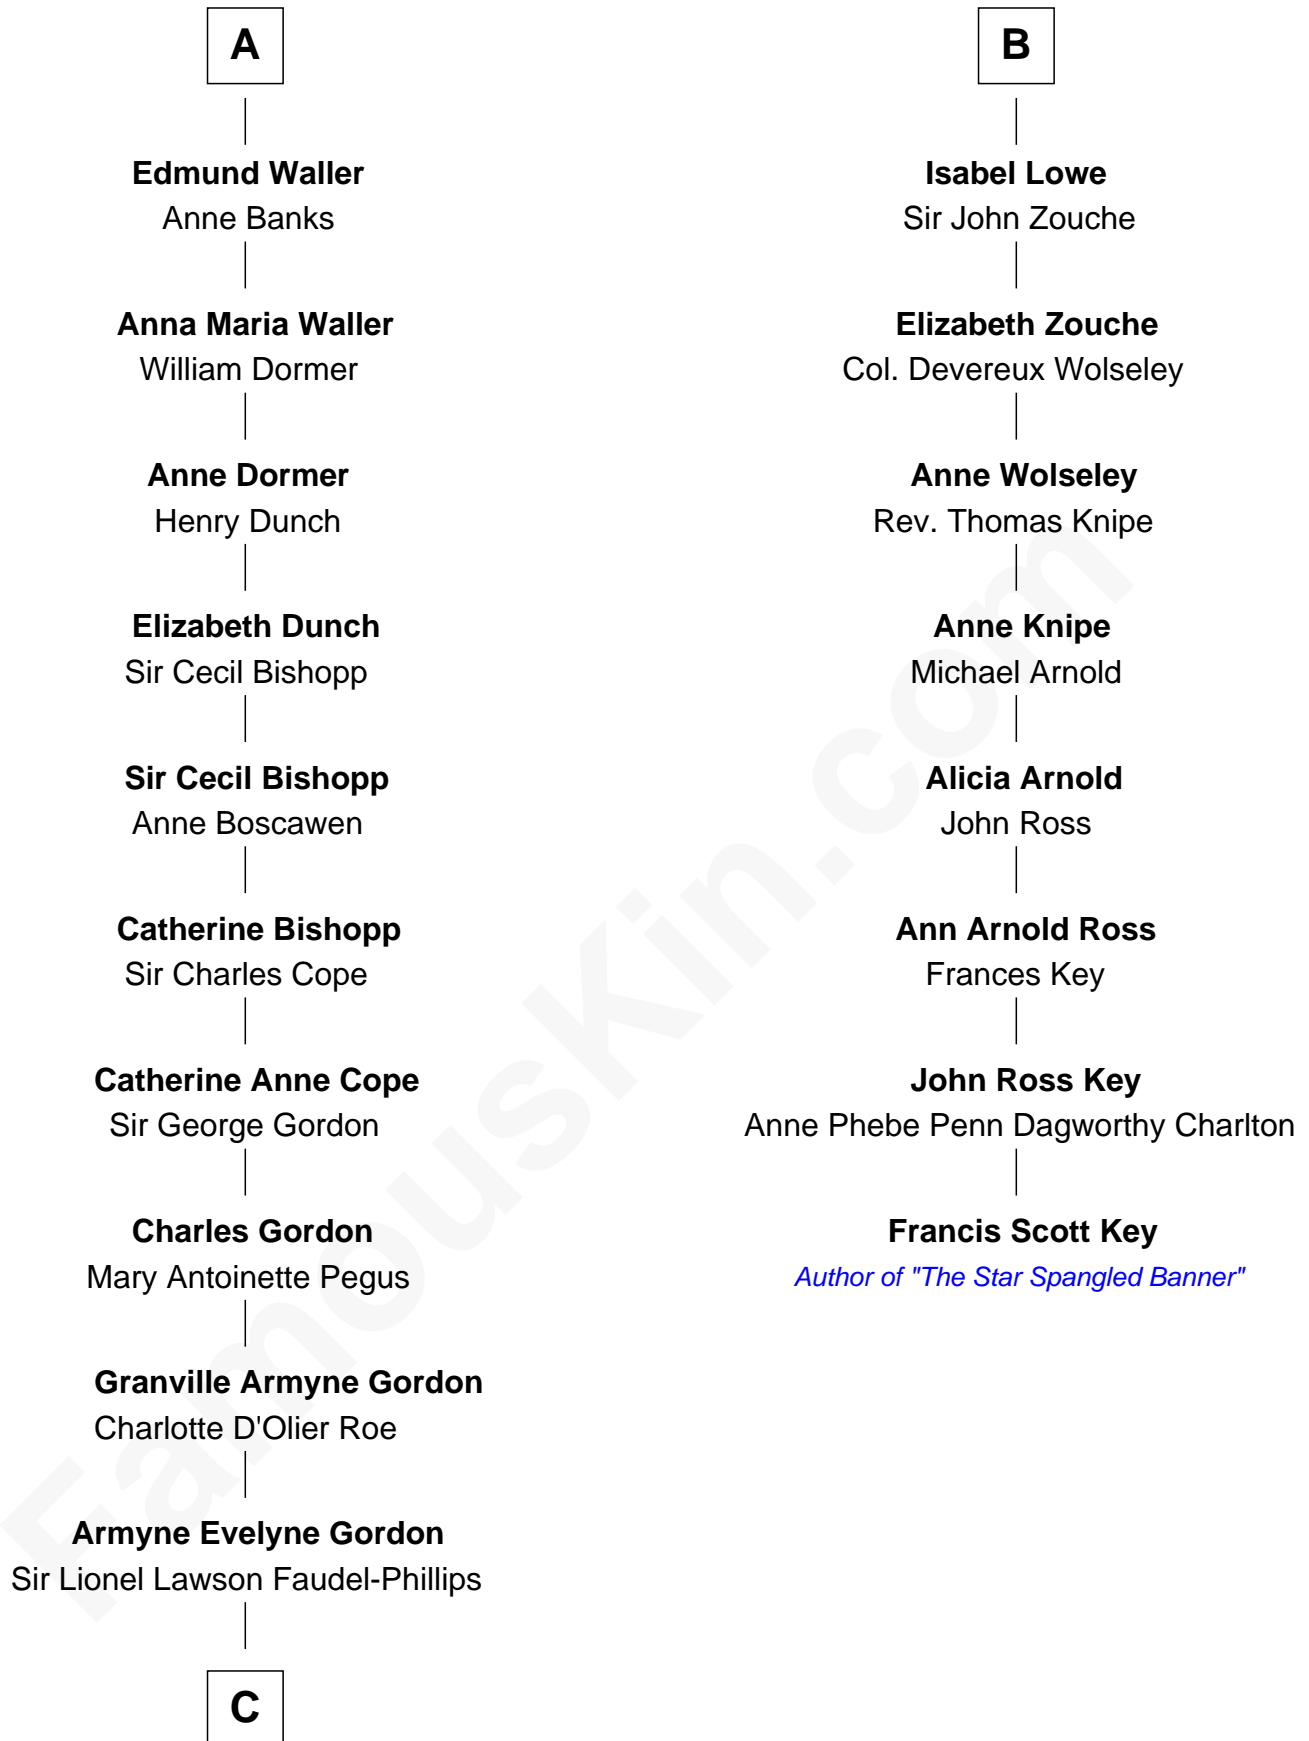 A
Edmund Waller
Anne Banks
Anna Maria Waller
William Dormer
Anne Dormer
Henry Dunch
Elizabeth Dunch
Sir Cecil Bishopp
Sir Cecil Bishopp
Anne Boscawen
Catherine Bishopp
Sir Charles Cope
Catherine Anne Cope
Sir George Gordon
Charles Gordon
Mary Antoinette Pegus
Granville Armyne Gordon
Charlotte D'Olier Roe
Armyne Evelyne Gordon
Sir Lionel Lawson Faudel-Phillips
C
B
Isabel Lowe
Sir John Zouche
Elizabeth Zouche
Col. Devereux Wolseley
Anne Wolseley
Rev. Thomas Knipe
Anne Knipe
Michael Arnold
Alicia Arnold
John Ross
Ann Arnold Ross
Frances Key
John Ross Key
Anne Phebe Penn Dagworthy Charlton
Francis Scott Key
Author of "The Star Spangled Banner"
FamousKin.com